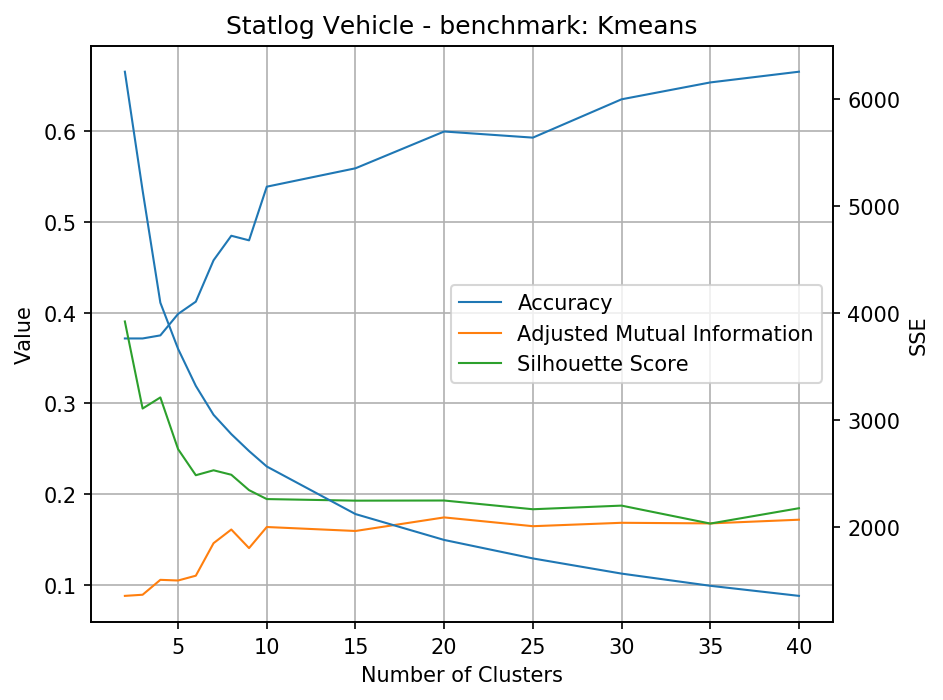 Statlog Vehicle - benchmark: Kmeans
Value
0.6
0.5
0.4
0.3
0.2
0.1
Accuracy
Adjusted Mutual Information
Silhouette Score
6000
5000
4000
3000
2000
SSE
5 10 15 20 25 30 35 40
Number of Clusters